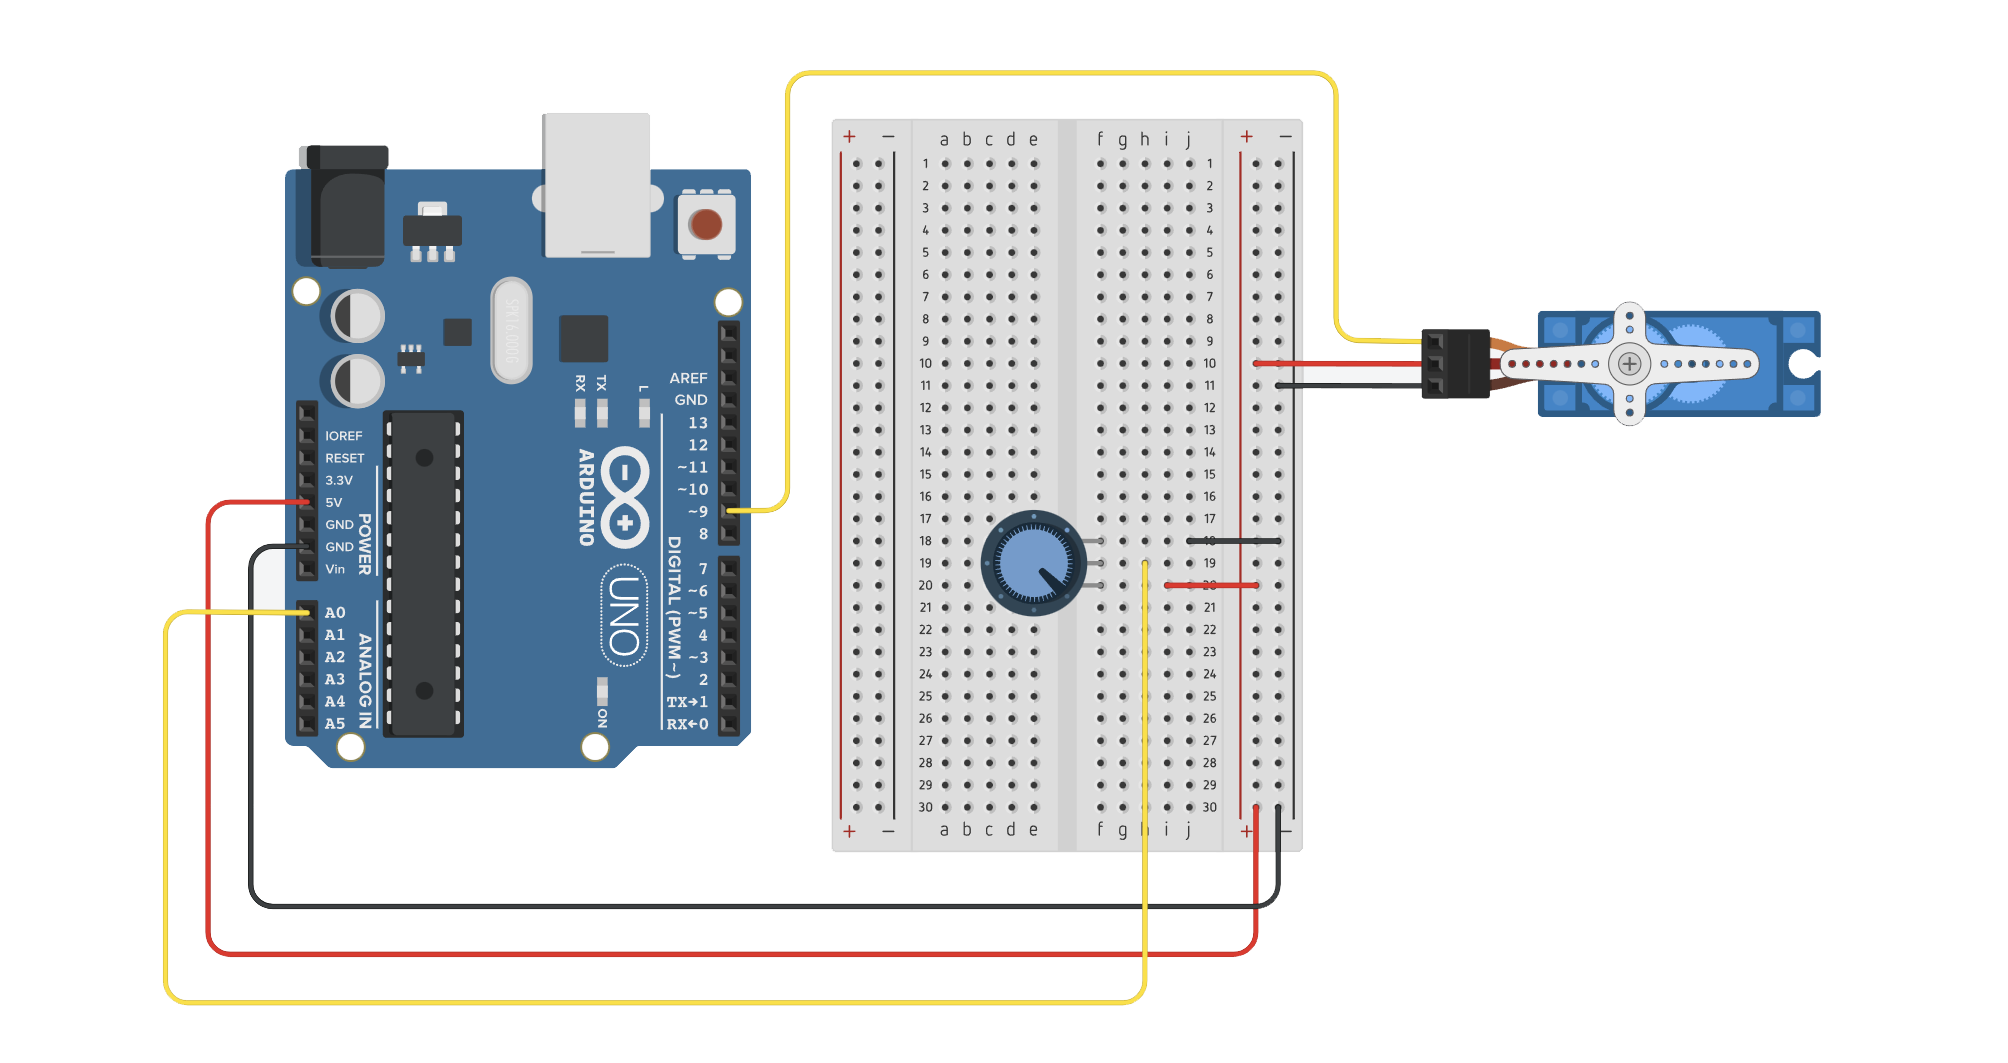 SPK16.000G
RX
TX
L
AREF
GND
13
12
~11
~10
~9
8
7
~6
~5
4
~3
2
TX→1
RX←0
DIGITAL (PWM~)
ARDUINO
UNO
ON
IOREF
RESET
3.3V
5V
GND
GND
Vin
POWER
A0
A1
A2
A3
A4
A5
ANALOG IN
+ − a b c d e f g h i j + −
1 1
2 2
3 3
4 4
5 5
6 6
7 7
8 8
9 9
10 10
11 11
12 12
13 13
14 14
15 15
16 16
17 17
18 18
19 19
20 20
21 21
22 22
23 23
24 24
25 25
26 26
27 27
28 28
29 29
30 30
+ − a b c d e f g h i j + −